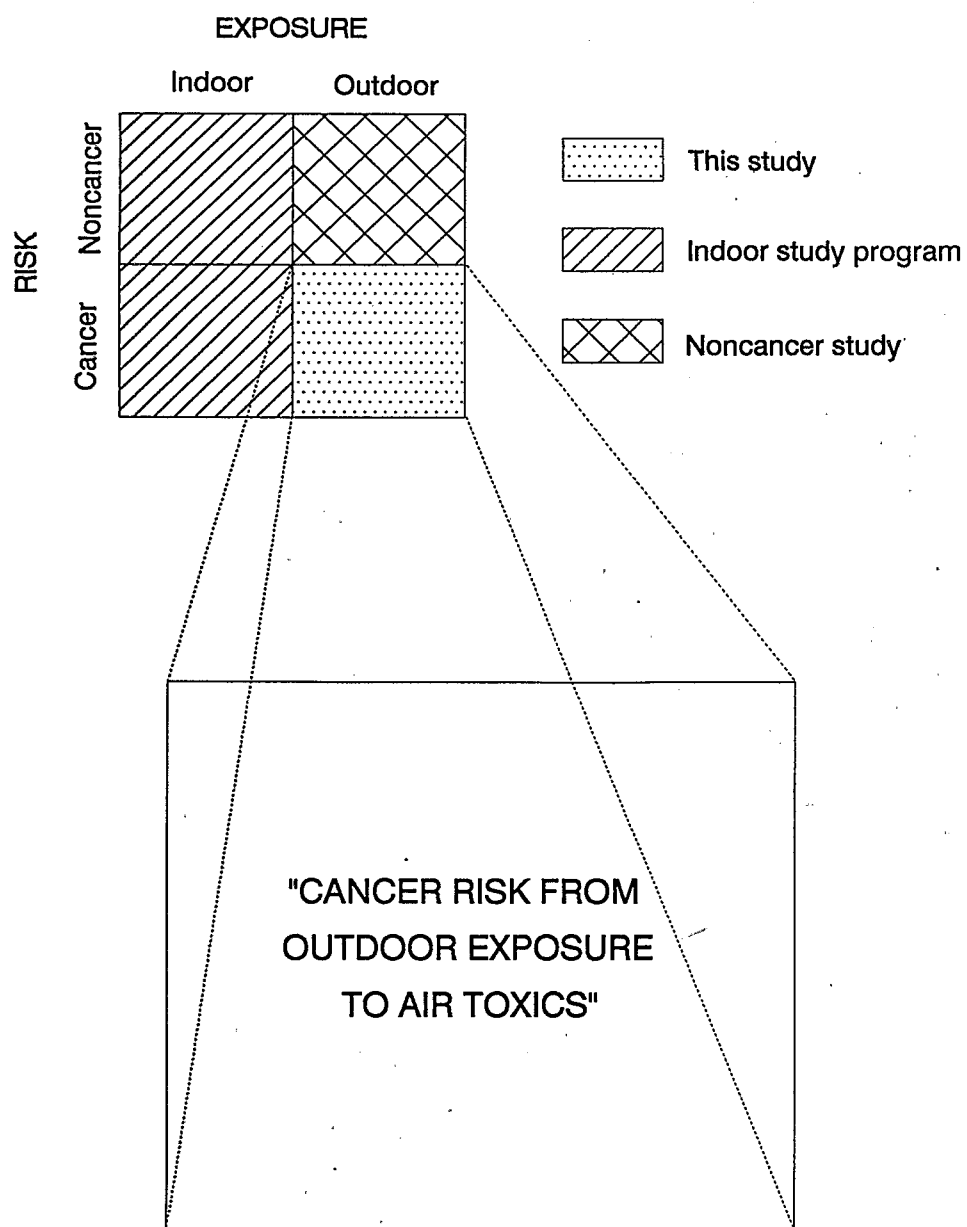 EXPOSURE
Indoor
Outdoor
RISK
Noncancer
Cancer
This study
Indoor study program
Noncancer study
"CANCER RISK FROM
OUTDOOR EXPOSURE
TO AIR TOXICS"